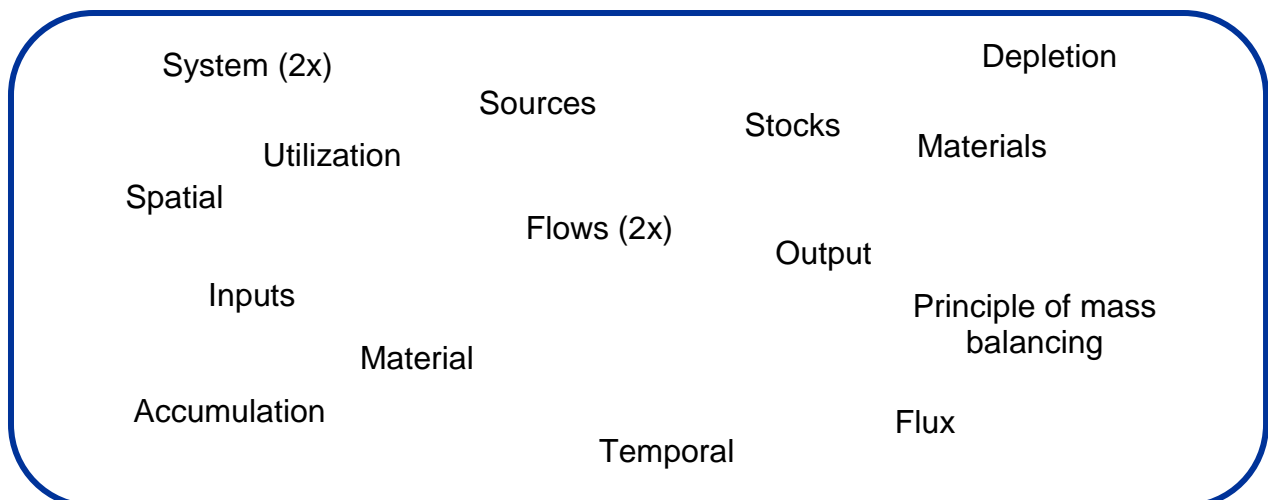 Depletion
System (2x)
Sources
Stocks
Materials
Utilization
Spatial
Flows (2x)
Output
Inputs
Principle of mass
balancing
Material
Accumulation
Flux
Temporal